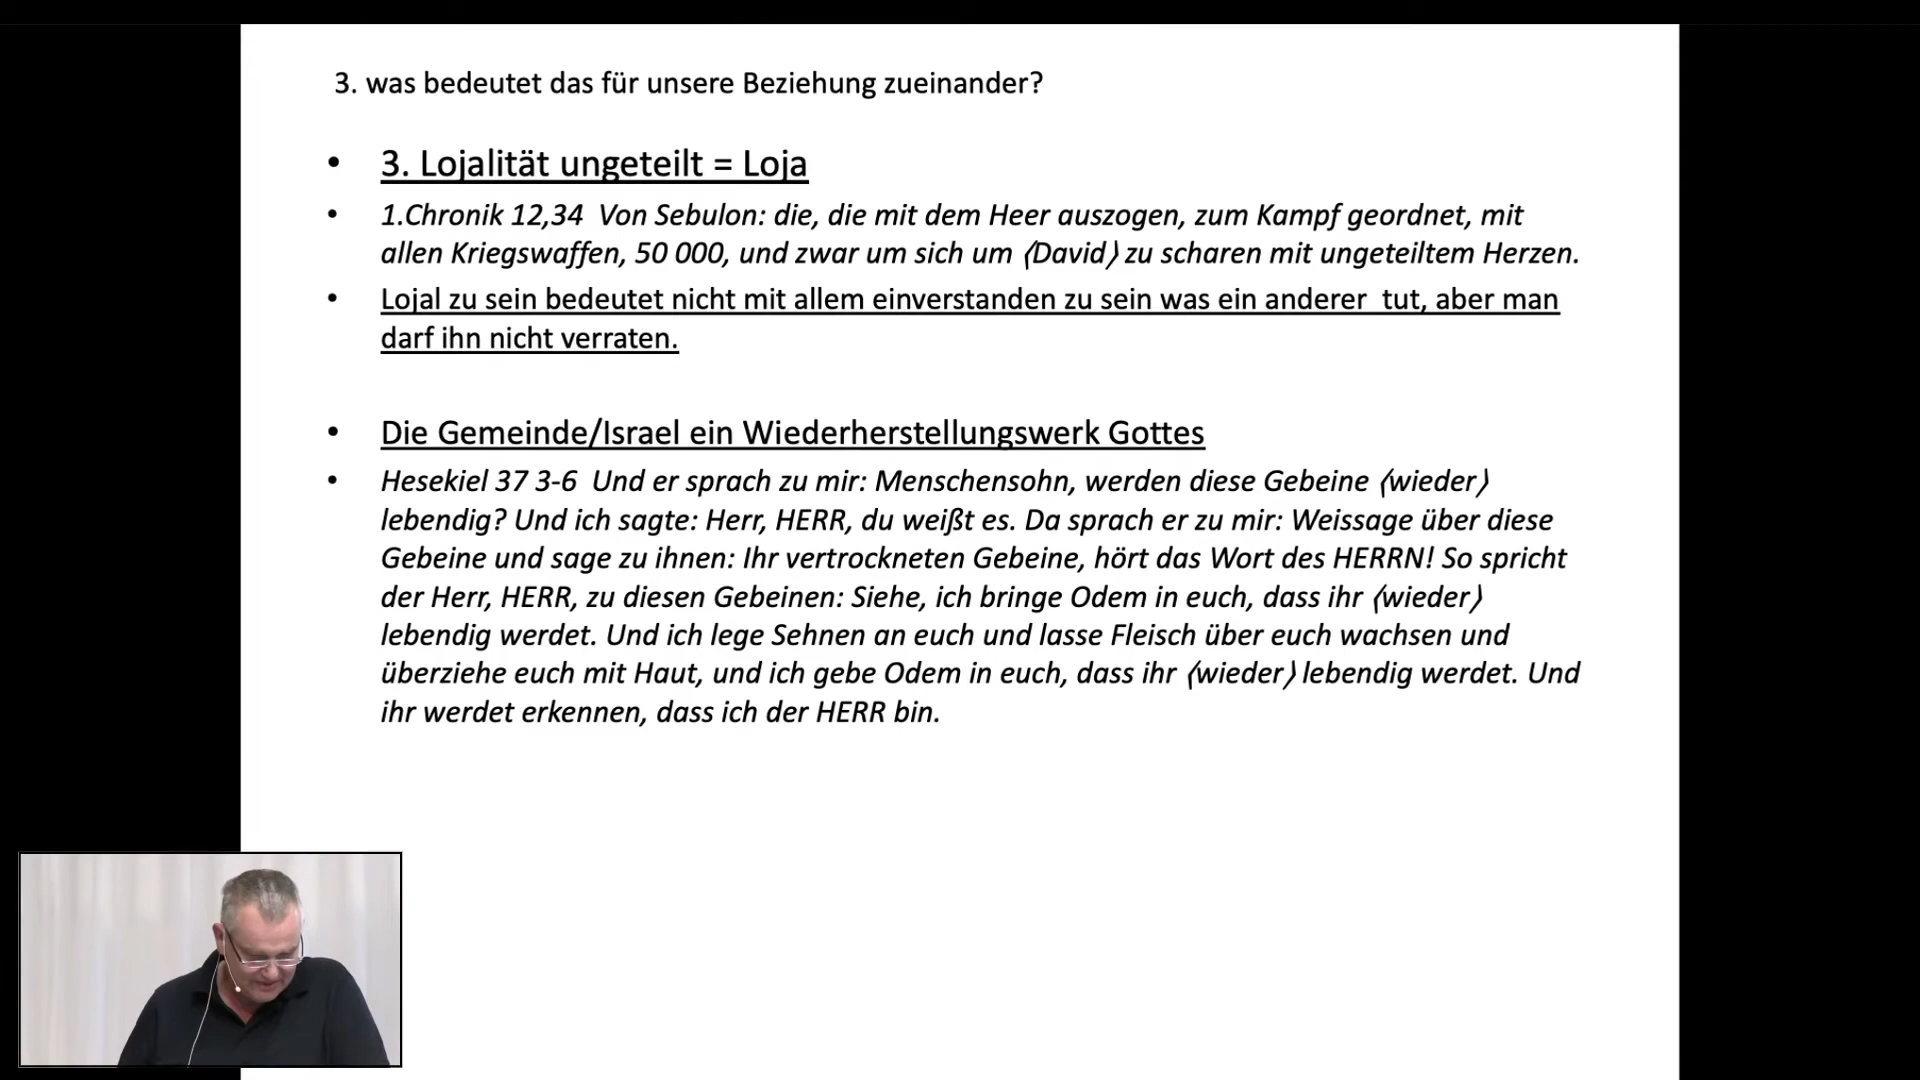 3. was bedeutet das für unsere Beziehung zueinander?
• 3. Lojalität ungeteilt = Loja
• 1.Chronik 12,34  Von Sebulon: die, die mit dem Heer auszogen, zum Kampf geordnet, mit
allen Kriegswaffen, 50 000, und zwar um sich um ⟨David⟩ zu scharen mit ungeteiltem Herzen.
• Lojal zu sein bedeutet nicht mit allem einverstanden zu sein was ein anderer  tut, aber man
darf ihn nicht verraten.
• Die Gemeinde/Israel ein Wiederherstellungswerk Gottes
• Hesekiel 37 3-6  Und er sprach zu mir: Menschensohn, werden diese Gebeine ⟨wieder⟩
lebendig? Und ich sagte: Herr, HERR, du weißt es. Da sprach er zu mir: Weissage über diese
Gebeine und sage zu ihnen: Ihr vertrockneten Gebeine, hört das Wort des HERRN! So spricht
der Herr, HERR, zu diesen Gebeinen: Siehe, ich bringe Odem in euch, dass ihr ⟨wieder⟩
lebendig werdet. Und ich lege Sehnen an euch und lasse Fleisch über euch wachsen und
überziehe euch mit Haut, und ich gebe Odem in euch, dass ihr ⟨wieder⟩ lebendig werdet. Und
ihr werdet erkennen, dass ich der HERR bin.